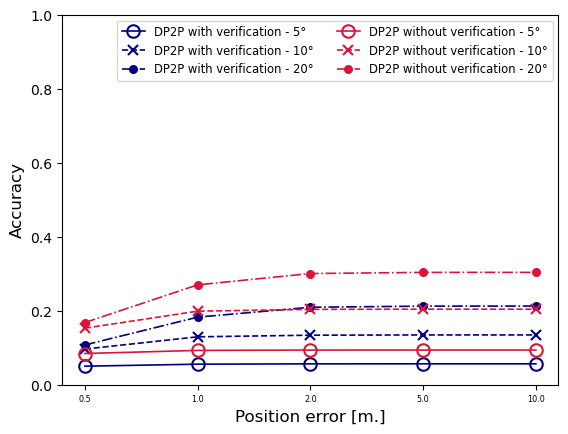 DP2P with verification - 5°
DP2P with verification - 10°
DP2P with verification - 20°
DP2P without verification - 5°
DP2P without verification - 10°
DP2P without verification - 20°
Accuracy
1.0
0.8
0.6
0.4
0.2
0.0
0.5 1.0 2.0 5.0 10.0
Position error [m.]